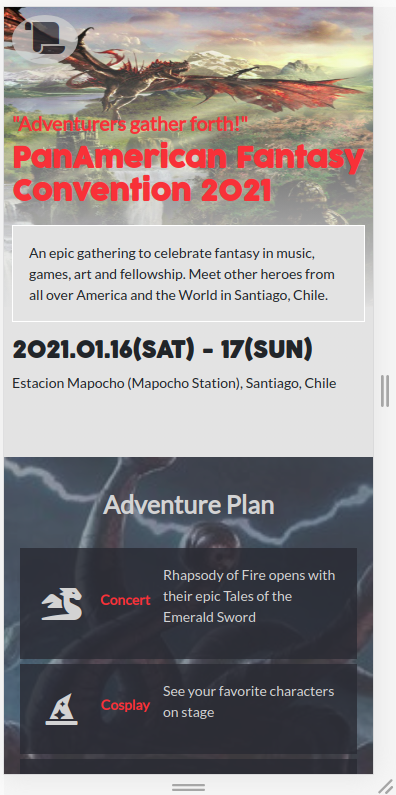 "Adventurers gather forth!"
PanAmerican Fantasy
Convention 2021
An epic gathering to celebrate fantasy in music,
games, art and fellowship. Meet other heroes from
all over America and the World in Santiago, Chile.
2021.01.16(SAT) - 17(SUN)
Estacion Mapocho (Mapocho Station), Santiago, Chile
Adventure Plan
Concert
Rhapsody of Fire opens with
their epic Tales of the
Emerald Sword
Cosplay
See your favorite characters
on stage